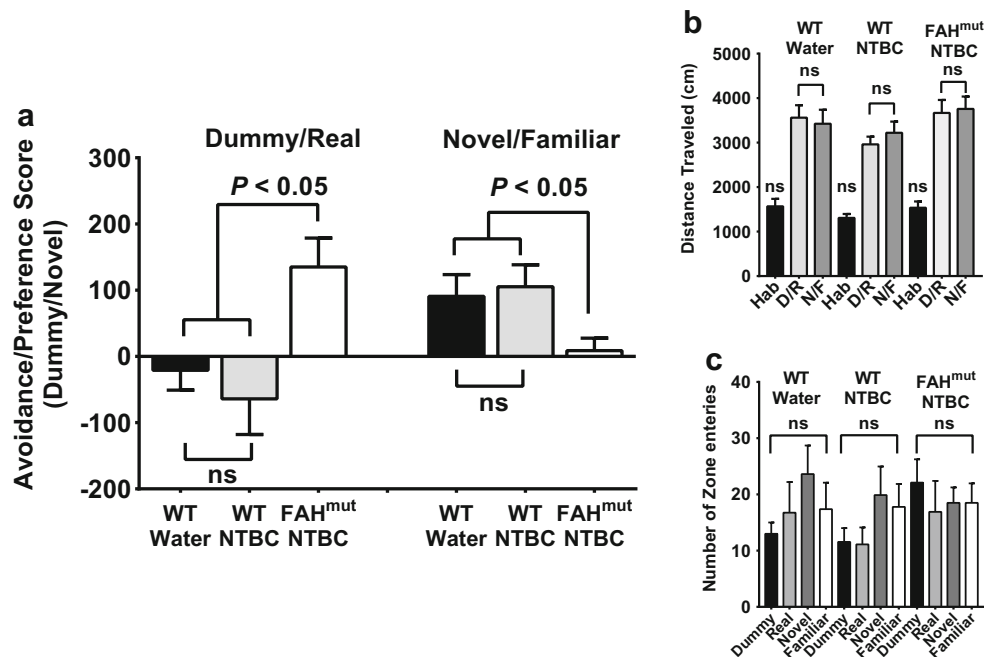 a
Dummy/Real
Novel/Familiar
Avoidance/Preference Score
(Dummy/Novel)
300
200
100
0
-100
-200
P < 0.05
P < 0.05
ns
ns
WT
Water
WT
NTBC
FAHmut
NTBC
WT
Water
WT
NTBC
FAHmut
NTBC
b
WT
Water
WT
NTBC
FAHmut
NTBC
Distance Traveled (cm)
5000
4000
3000
2000
1000
0
ns
ns
ns
ns
ns
ns
Hab
D/R
N/F
Hab
D/R
N/F
Hab
D/R
N/F
c
WT
Water
WT
NTBC
FAHmut
NTBC
Number of Zone enteries
40
30
20
10
0
ns
ns
ns
Dummy
Real
Novel
Familiar
Dummy
Real
Novel
Familiar
Dummy
Real
Novel
Familiar